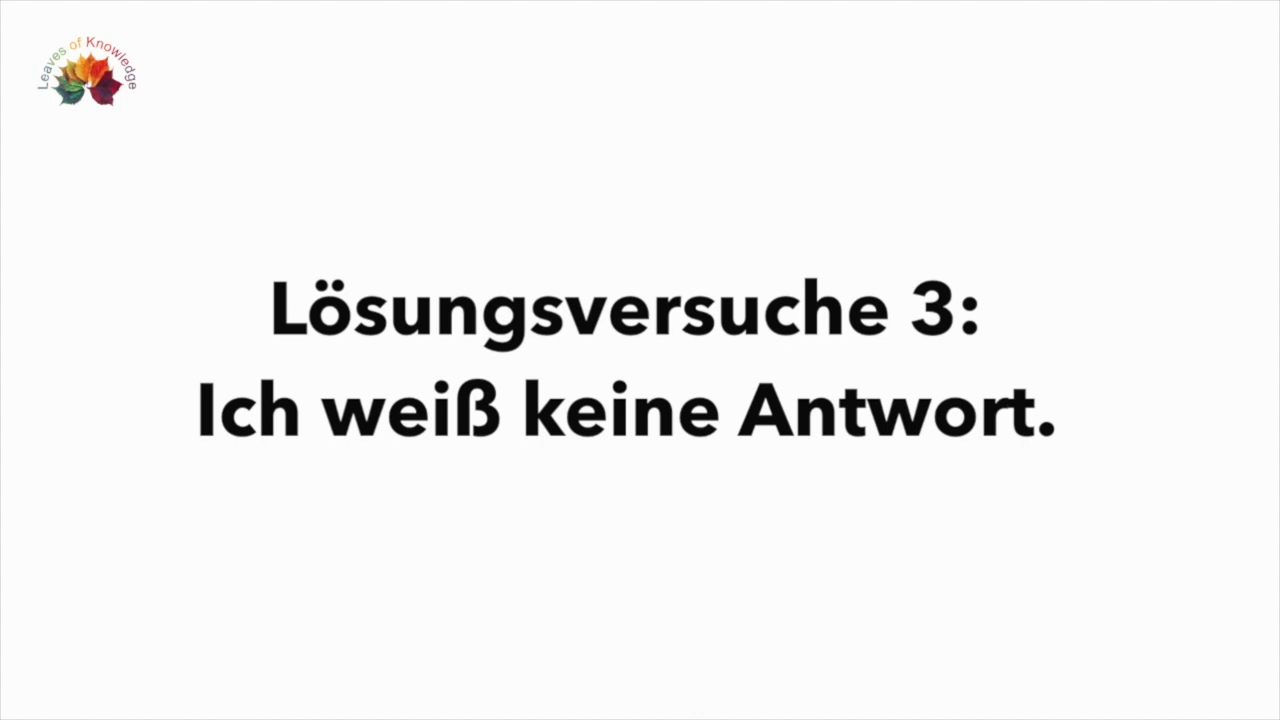 Leaves of Knowledge
Lösungsversuche 3:
Ich weiß keine Antwort.